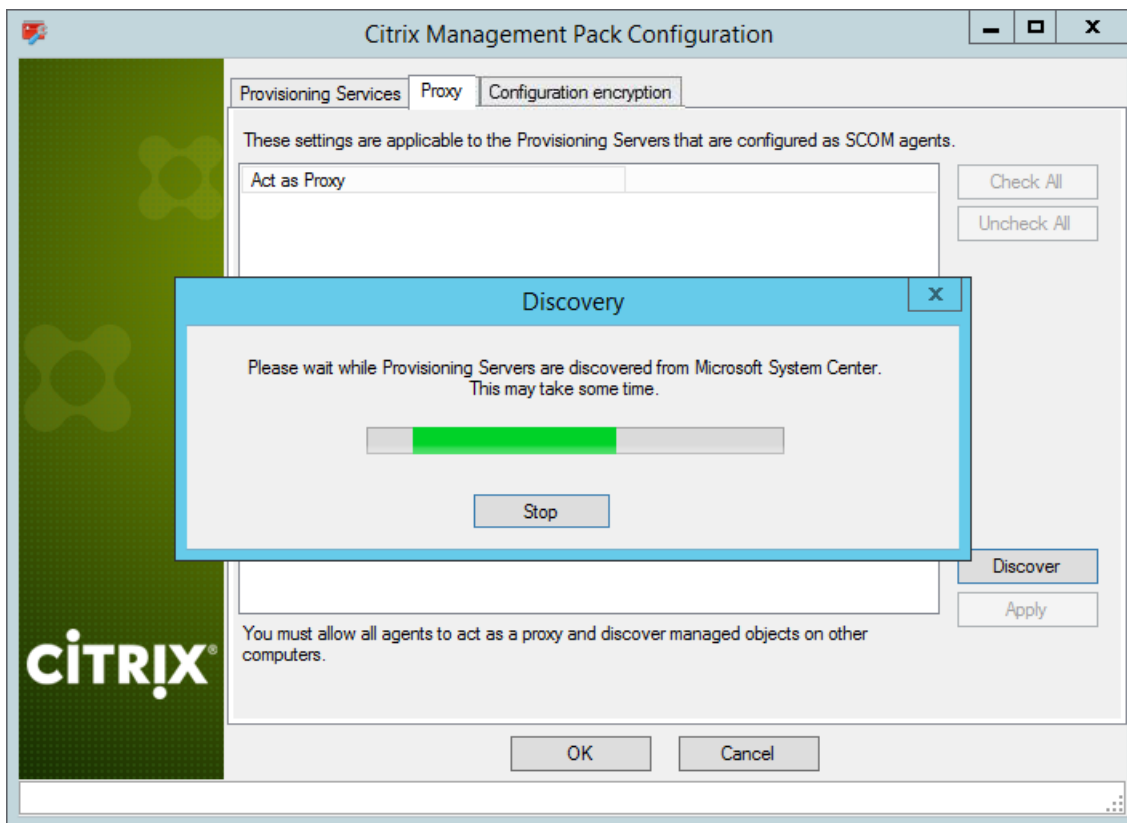 Citrix Management Pack Configuration
Provisioning Services
Proxy
Configuration encryption
These settings are applicable to the Provisioning Servers that are configured as SCOM agents.
Act as Proxy
Check All
Uncheck All
Discovery
x
Please wait while Provisioning Servers are discovered from Microsoft System Center.
This may take some time.
Stop
Discover
Apply
You must allow all agents to act as a proxy and discover managed objects on other
computers.
CİTRIX®
OK
Cancel